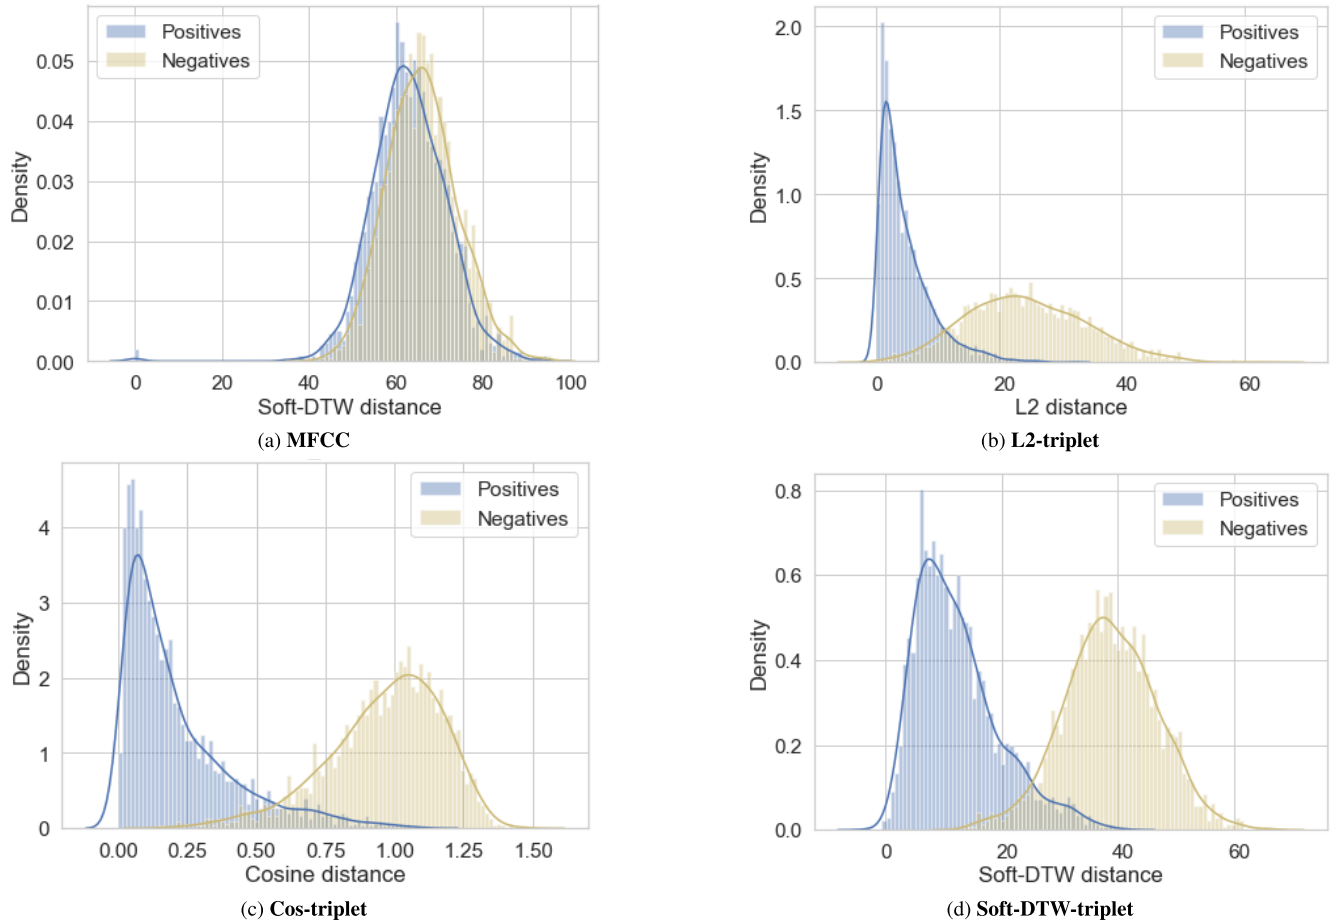 Positives
Negatives
0.05
0.04
0.03
0.02
0.01
0.00
Density
0 20 40 60 80 100
Soft-DTW distance
(a) MFCC
Positives
Negatives
2.0
1.5
1.0
0.5
0.0
Density
0 20 40 60
L2 distance
(b) L2-triplet
Positives
Negatives
4
3
2
1
0
Density
0.00 0.25 0.50 0.75 1.00 1.25 1.50
Cosine distance
(c) Cos-triplet
Positives
Negatives
0.8
0.6
0.4
0.2
0.0
Density
0 20 40 60
Soft-DTW distance
(d) Soft-DTW-triplet